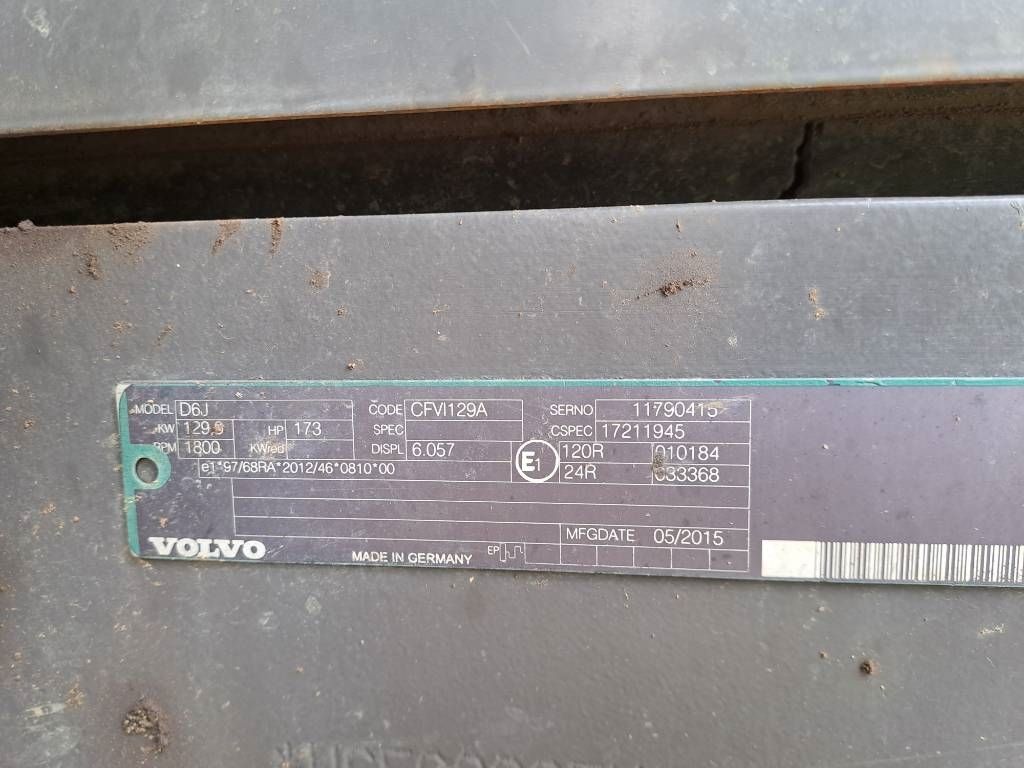 MODEL D6J CODE CFVI129A SERNO 11790415
KW 129.9 HP 173 SPEC CSPEC 17211945
RPM 1800 KWred DISPL 6.057 E1 120R 010184
e1*97/68RA*2012/46*0810*00 24R 033368
MFGDATE 05/2015
VOLVO MADE IN GERMANY EP